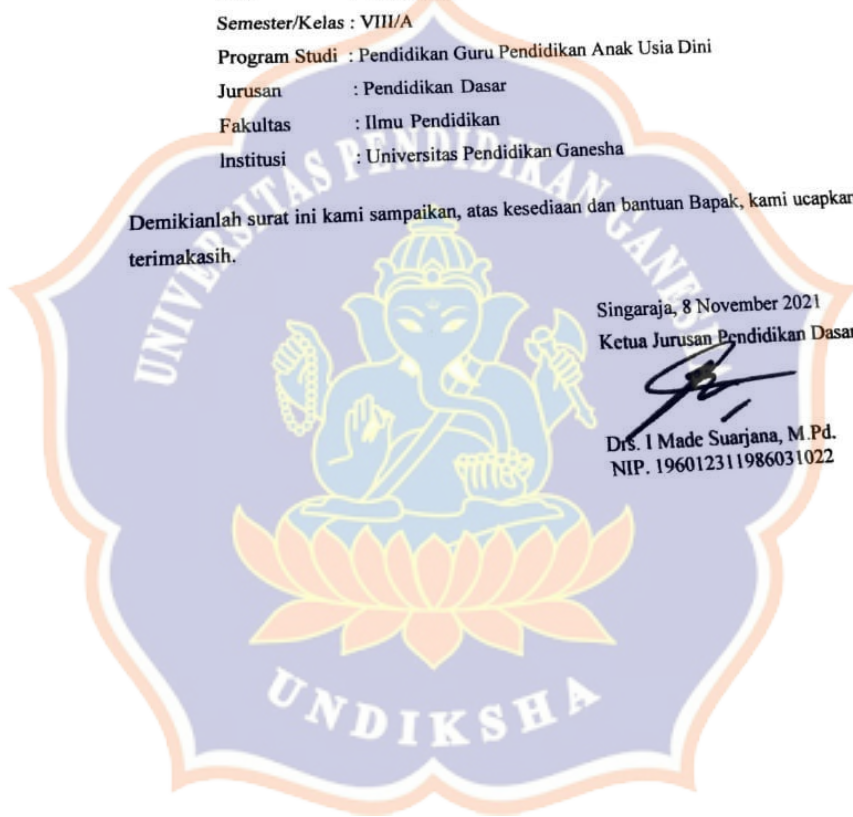 Semester/Kelas : VIII/A
Program Studi : Pendidikan Guru Pendidikan Anak Usia Dini
Jurusan : Pendidikan Dasar
Fakultas : Ilmu Pendidikan
Institusi : Universitas Pendidikan Ganesha
Demikianlah surat ini kami sampaikan, atas kesediaan dan bantuan Bapak, kami ucapkan
terimakasih.
Singaraja, 8 November 2021
Ketua Jurusan Pendidikan Dasar
Drs. I Made Suarjana, M.Pd.
NIP. 196012311986031022
UNIVERSITAS PENDIDIKAN GANESHA
UNDIKSHA